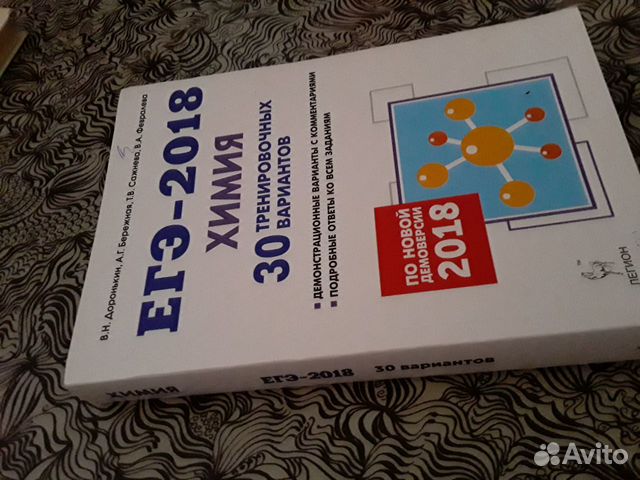 В.Н. Доронькин, А.Г. Бережная, Т.В. Сажнева, В.А. Февралева
ЕГЭ-2018
ХИМИЯ
30 ТРЕНИРОВОЧНЫХ
ВАРИАНТОВ
ДЕМОНСТРАЦИОННЫЕ ВАРИАНТЫ С КОММЕНТАРИЯМИ
ПОДРОБНЫЕ ОТВЕТЫ КО ВСЕМ ЗАДАНИЯМ
ПО НОВОЙ
ДЕМОВЕРСИИ
2018
ЛЕГИОН
ХИМИЯ ЕГЭ-2018 30 вариантов
Avito